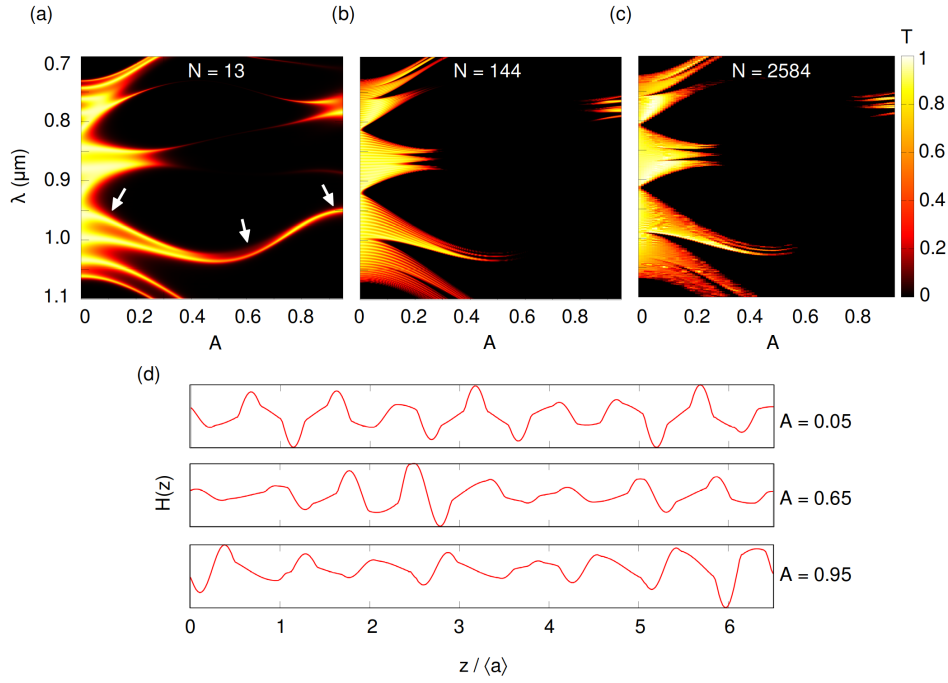 (a)
(b)
(c)
T
N = 13
N = 144
N = 2584
0.7
0.8
0.9
1.0
1.1
λ (μm)
0 0.2 0.4 0.6 0.8
A
0 0.2 0.4 0.6 0.8
A
0 0.2 0.4 0.6 0.8
A
1
0.8
0.6
0.4
0.2
0
(d)
A = 0.05
A = 0.65
A = 0.95
H(z)
0 1 2 3 4 5 6
z / ⟨a⟩